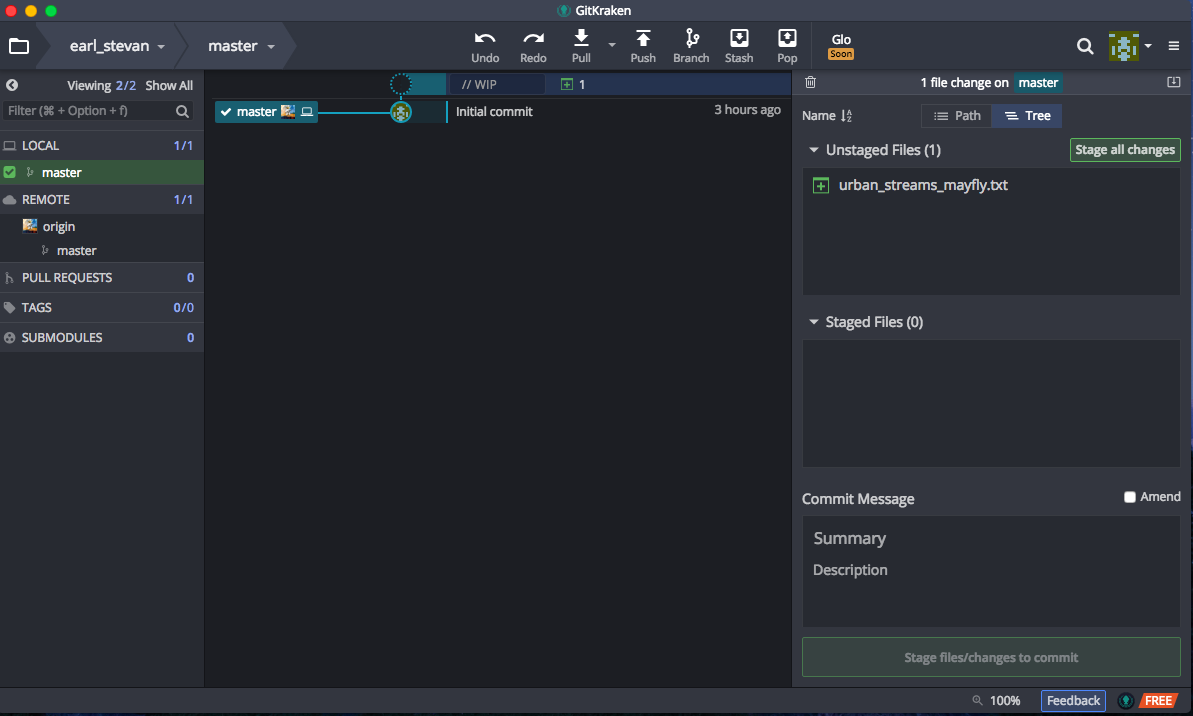 GitKraken
earl_stevan
master
Undo
Redo
Pull
Push
Branch
Stash
Pop
Glo
Soon
Viewing 2/2 Show All
Filter (⌘ + Option + f)
LOCAL 1/1
master
REMOTE 1/1
origin
master
PULL REQUESTS 0
TAGS 0/0
SUBMODULES 0
// WIP 1
master Initial commit 3 hours ago
1 file change on master
Name Path Tree
Unstaged Files (1) Stage all changes
urban_streams_mayfly.txt
Staged Files (0)
Commit Message Amend
Summary
Description
Stage files/changes to commit
100% Feedback FREE